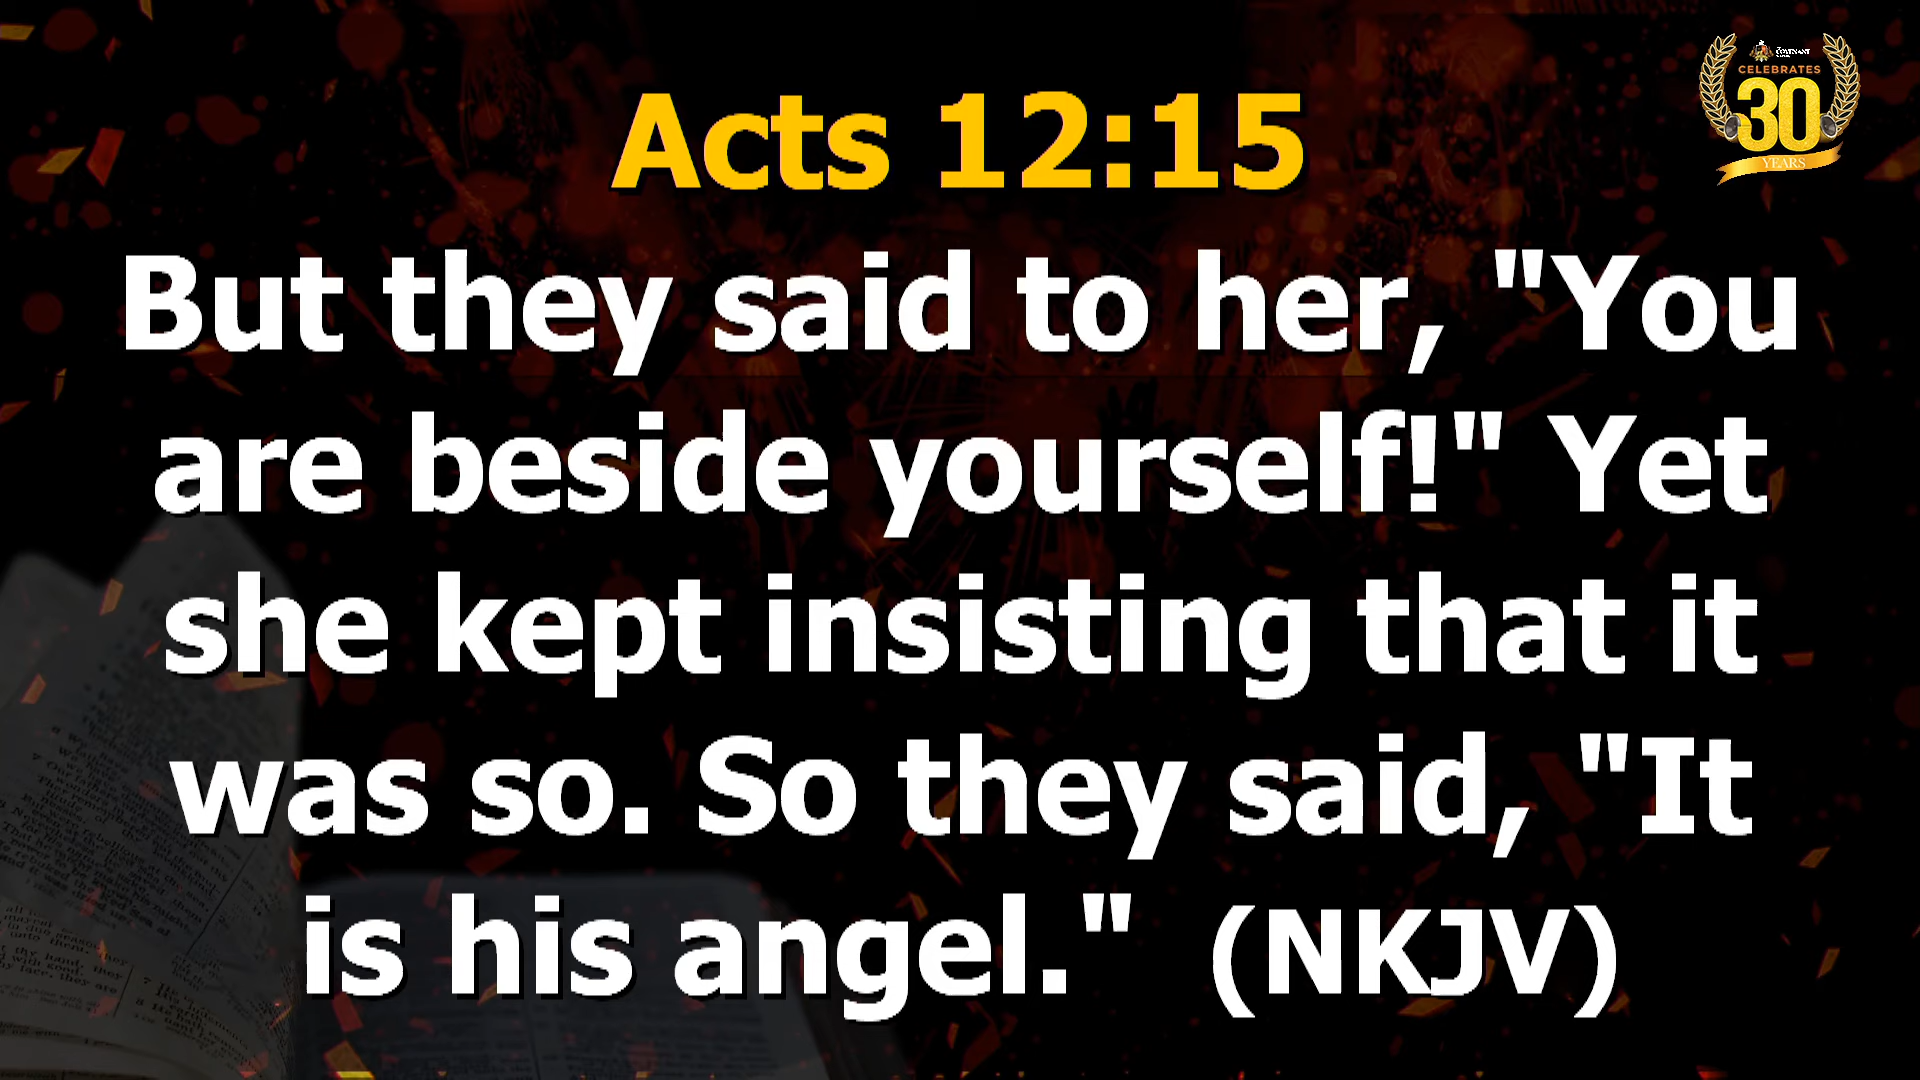 COVENANT
CELEBRATES
30
YEARS
Acts 12:15
But they said to her, "You
are beside yourself!" Yet
she kept insisting that it
was so. So they said, "It
is his angel." (NKJV)